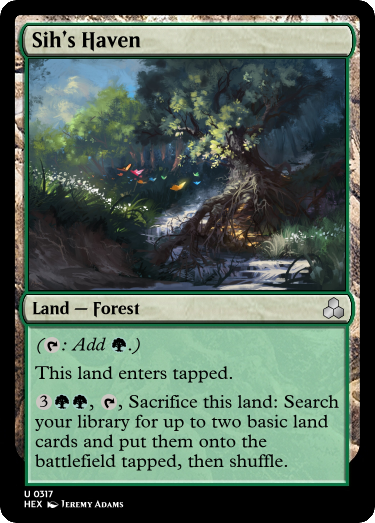 Sih's Haven
Land — Forest
(: Add .)
This land enters tapped.
3, , Sacrifice this land: Search
your library for up to two basic land
cards and put them onto the
battlefield tapped, then shuffle.
U 0317
HEX Jeremy Adams